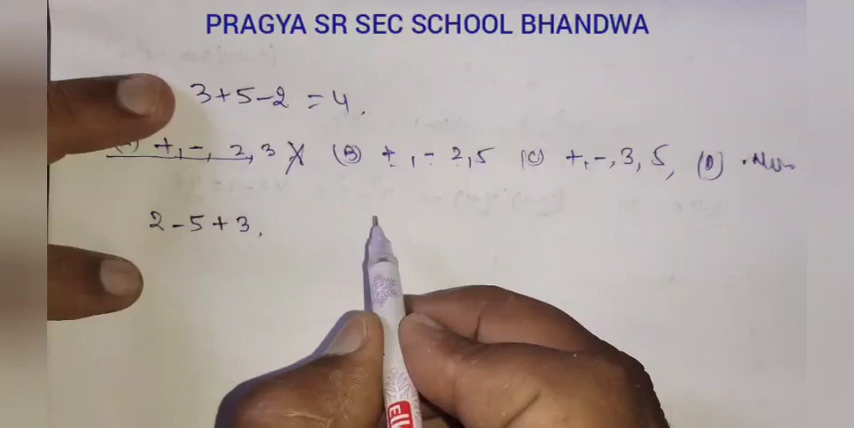 PRAGYA SR SEC SCHOOL BHANDWA
3+5-2 = 4.
(A) +,-, 2,3 (B) +,- 2,5 (C) +,-,3,5, (D)
2-5+3,